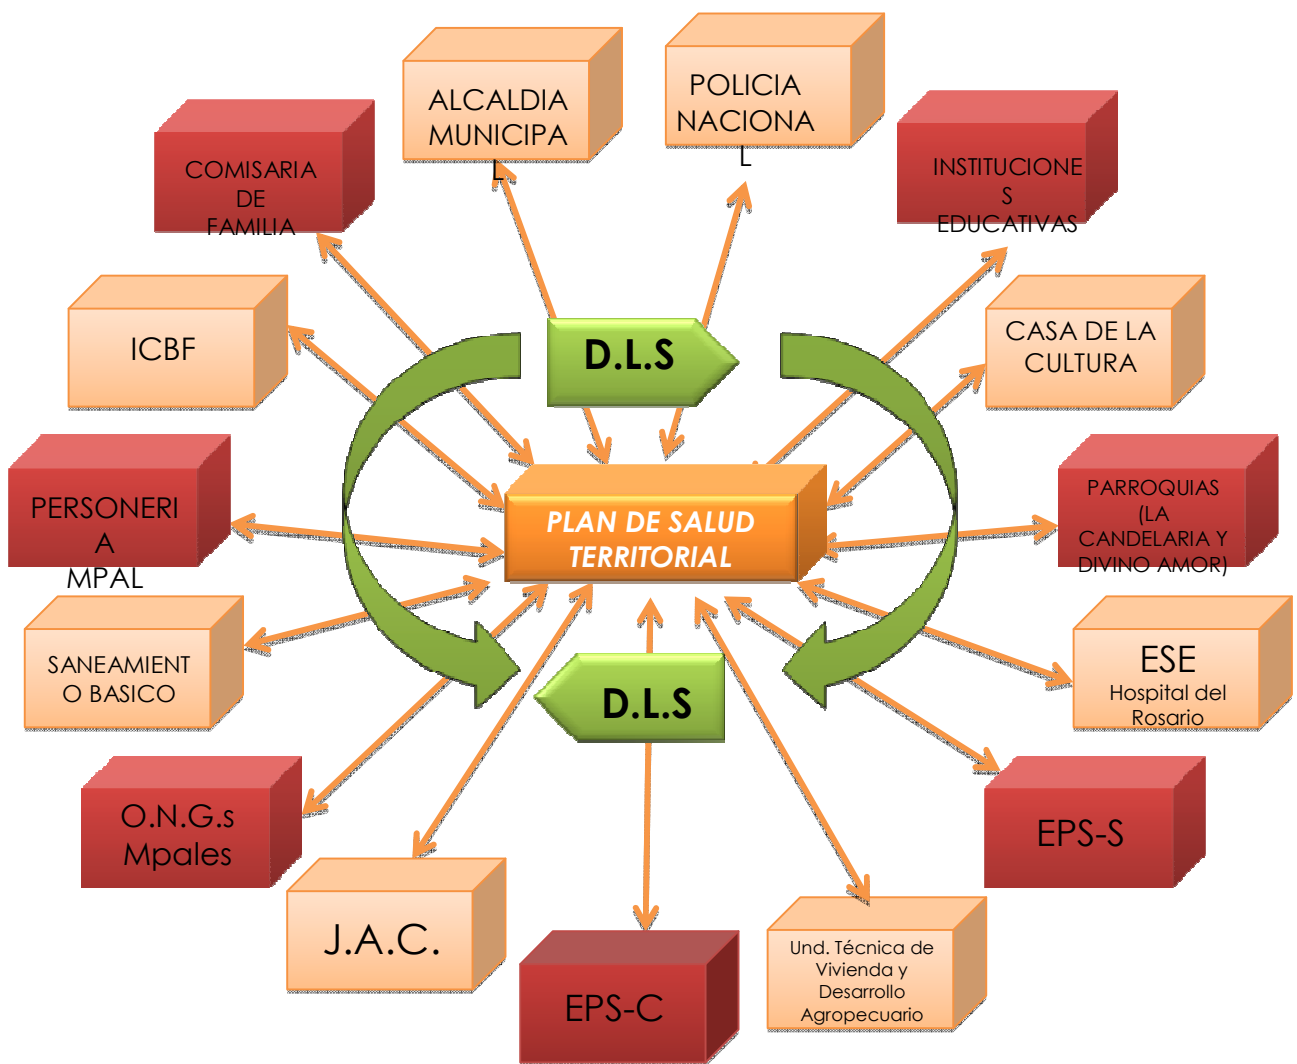 ALCALDIA
MUNICIPA
L
POLICIA
NACIONA
L
COMISARIA
DE
FAMILIA
INSTITUCIONE
S
EDUCATIVAS
ICBF
D.L.S
CASA DE LA
CULTURA
PERSONERI
A
MPAL
PLAN DE SALUD
TERRITORIAL
PARROQUIAS
(LA
CANDELARIA Y
DIVINO AMOR)
SANEAMIENT
O BASICO
D.L.S
ESE
Hospital del
Rosario
O.N.G.s
Mpales
EPS-S
J.A.C.
EPS-C
Und. Técnica de
Vivienda y
Desarrollo
Agropecuario